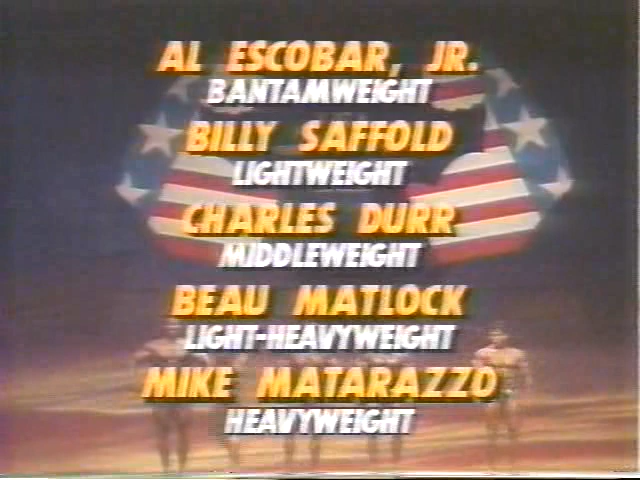 AL ESCOBAR, JR.
BANTAMWEIGHT
BILLY SAFFOLD
LIGHTWEIGHT
CHARLES DURR
MIDDLEWEIGHT
BEAU MATLOCK
LIGHT-HEAVYWEIGHT
MIKE MATARAZZO
HEAVYWEIGHT